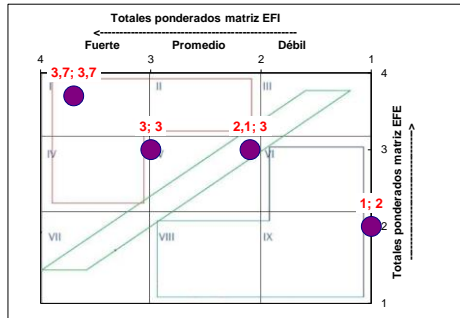 Totales ponderados matriz EFI
<----------------------------------------------
Fuerte Promedio Débil
4 3 2 1
3,7; 3,7
I II III
4
3; 3
2,1; 3
IV V VI
3
1; 2
2
VII VIII IX
1
Totales ponderados matriz EFE
------------------------------->